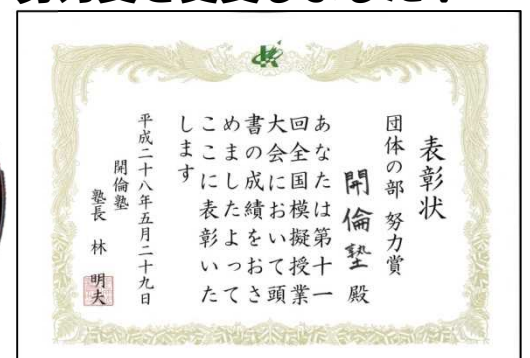 表彰状
団体の部 努力賞
開倫塾 殿
あなたは第十一
回全国模擬授業
大会において頭
書の成績をおさ
めましたよって
ここに表彰いた
します
平成二十八年五月二十九日
開倫塾
塾長 林 明夫